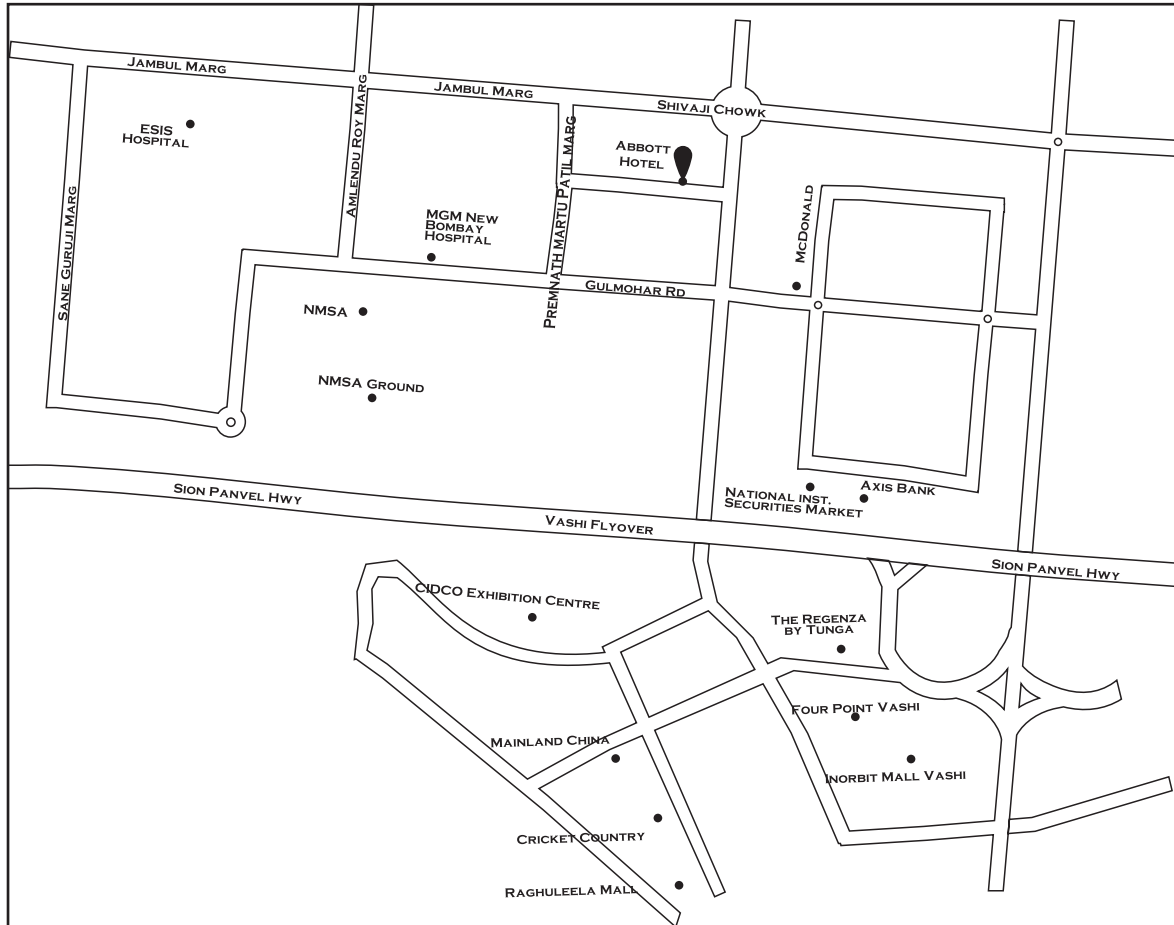 Jambul Marg
Jambul Marg
Shivaji Chowk
ESIS
Hospital
Amlendu Roy Marg
Premnath Martu Patil Marg
Abbott
Hotel
Sane Guruji Marg
MGM New
Bombay
Hospital
McDonald
Gulmohar Rd
NMSA
NMSA Ground
Sion Panvel Hwy
Vashi Flyover
National Inst.
Securities Market
Axis Bank
Sion Panvel Hwy
CIDCO Exhibition Centre
The Regenza
by Tunga
Four Point Vashi
Mainland China
Inorbit Mall Vashi
Cricket Country
Raghuleela Mall